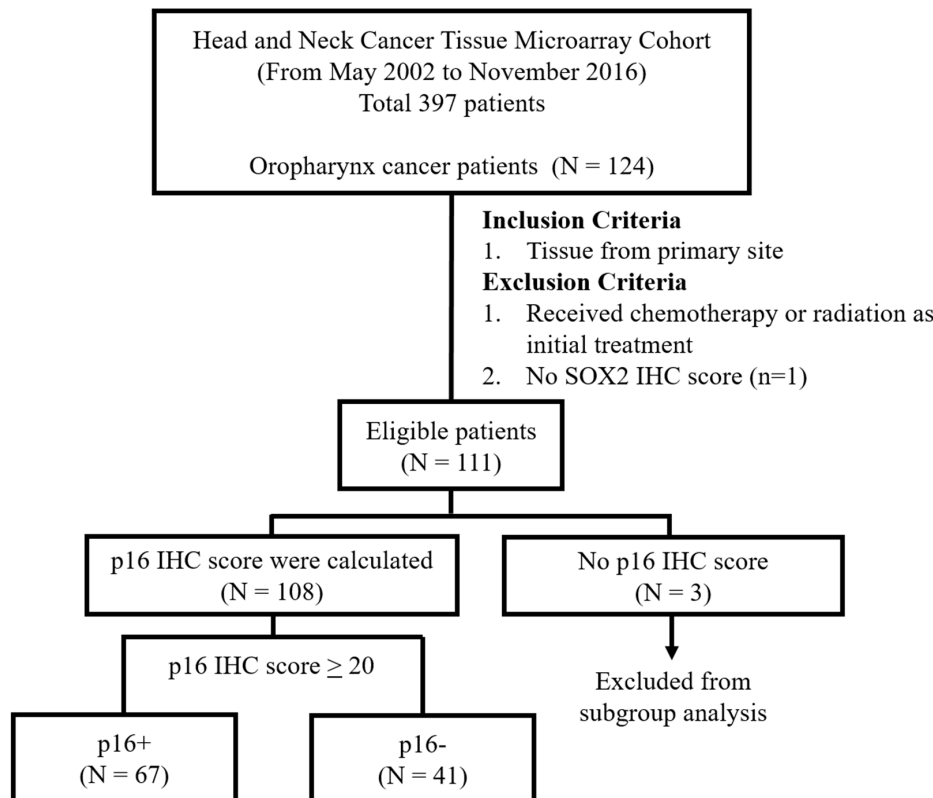 Head and Neck Cancer Tissue Microarray Cohort
(From May 2002 to November 2016)
Total 397 patients
Oropharynx cancer patients (N = 124)
Inclusion Criteria
1. Tissue from primary site
Exclusion Criteria
1. Received chemotherapy or radiation as
initial treatment
2. No SOX2 IHC score (n=1)
Eligible patients
(N = 111)
p16 IHC score were calculated
(N = 108)
No p16 IHC score
(N = 3)
p16 IHC score ≥ 20
Excluded from
subgroup analysis
p16+
(N = 67)
p16-
(N = 41)